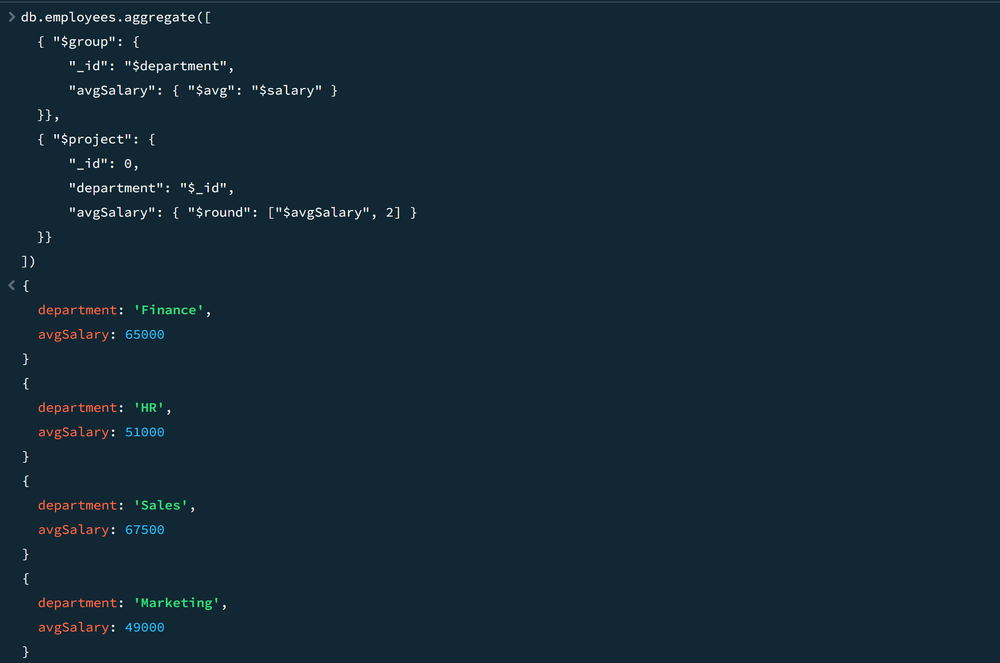 db.employees.aggregate([
{ "$group": {
"_id": "$department",
"avgSalary": { "$avg": "$salary" }
}},
{ "$project": {
"_id": 0,
"department": "$_id",
"avgSalary": { "$round": ["$avgSalary", 2] }
}}
])
{
department: 'Finance',
avgSalary: 65000
}
{
department: 'HR',
avgSalary: 51000
}
{
department: 'Sales',
avgSalary: 67500
}
{
department: 'Marketing',
avgSalary: 49000
}